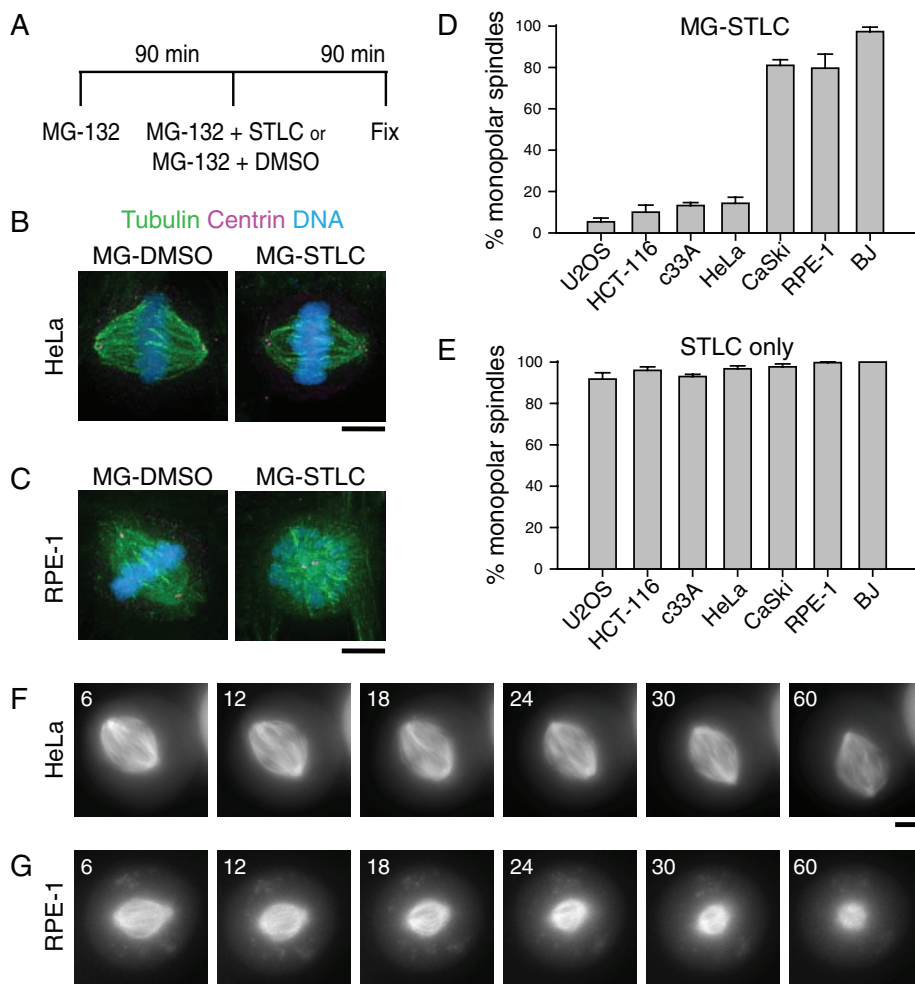 A
90 min 90 min
MG-132 MG-132 + STLC or Fix
MG-132 + DMSO
B
Tubulin Centrin DNA
MG-DMSO MG-STLC
HeLa
C
MG-DMSO MG-STLC
RPE-1
D
MG-STLC
% monopolar spindles
100
80
60
40
20
0
U2OS HCT-116 c33A HeLa CaSki RPE-1 BJ
E
STLC only
% monopolar spindles
100
80
60
40
20
0
U2OS HCT-116 c33A HeLa CaSki RPE-1 BJ
F
HeLa
6 12 18 24 30 60
G
RPE-1
6 12 18 24 30 60